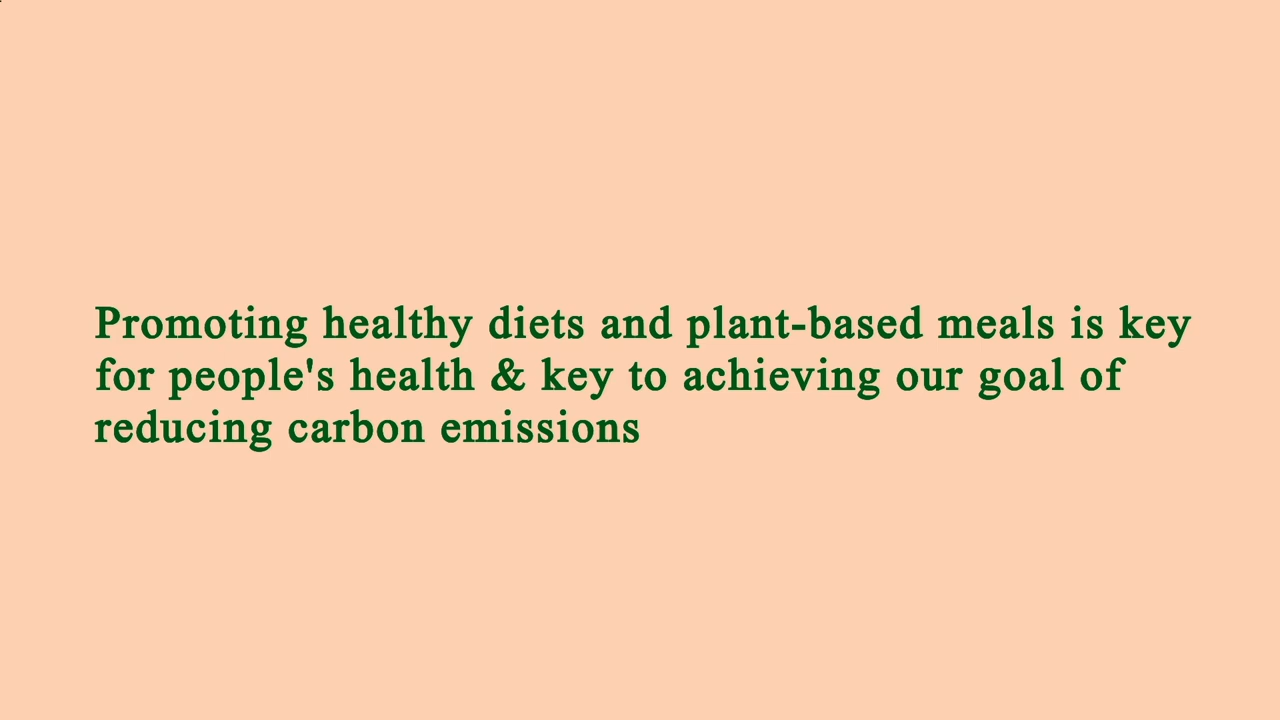 Promoting healthy diets and plant-based meals is key
for people's health & key to achieving our goal of
reducing carbon emissions